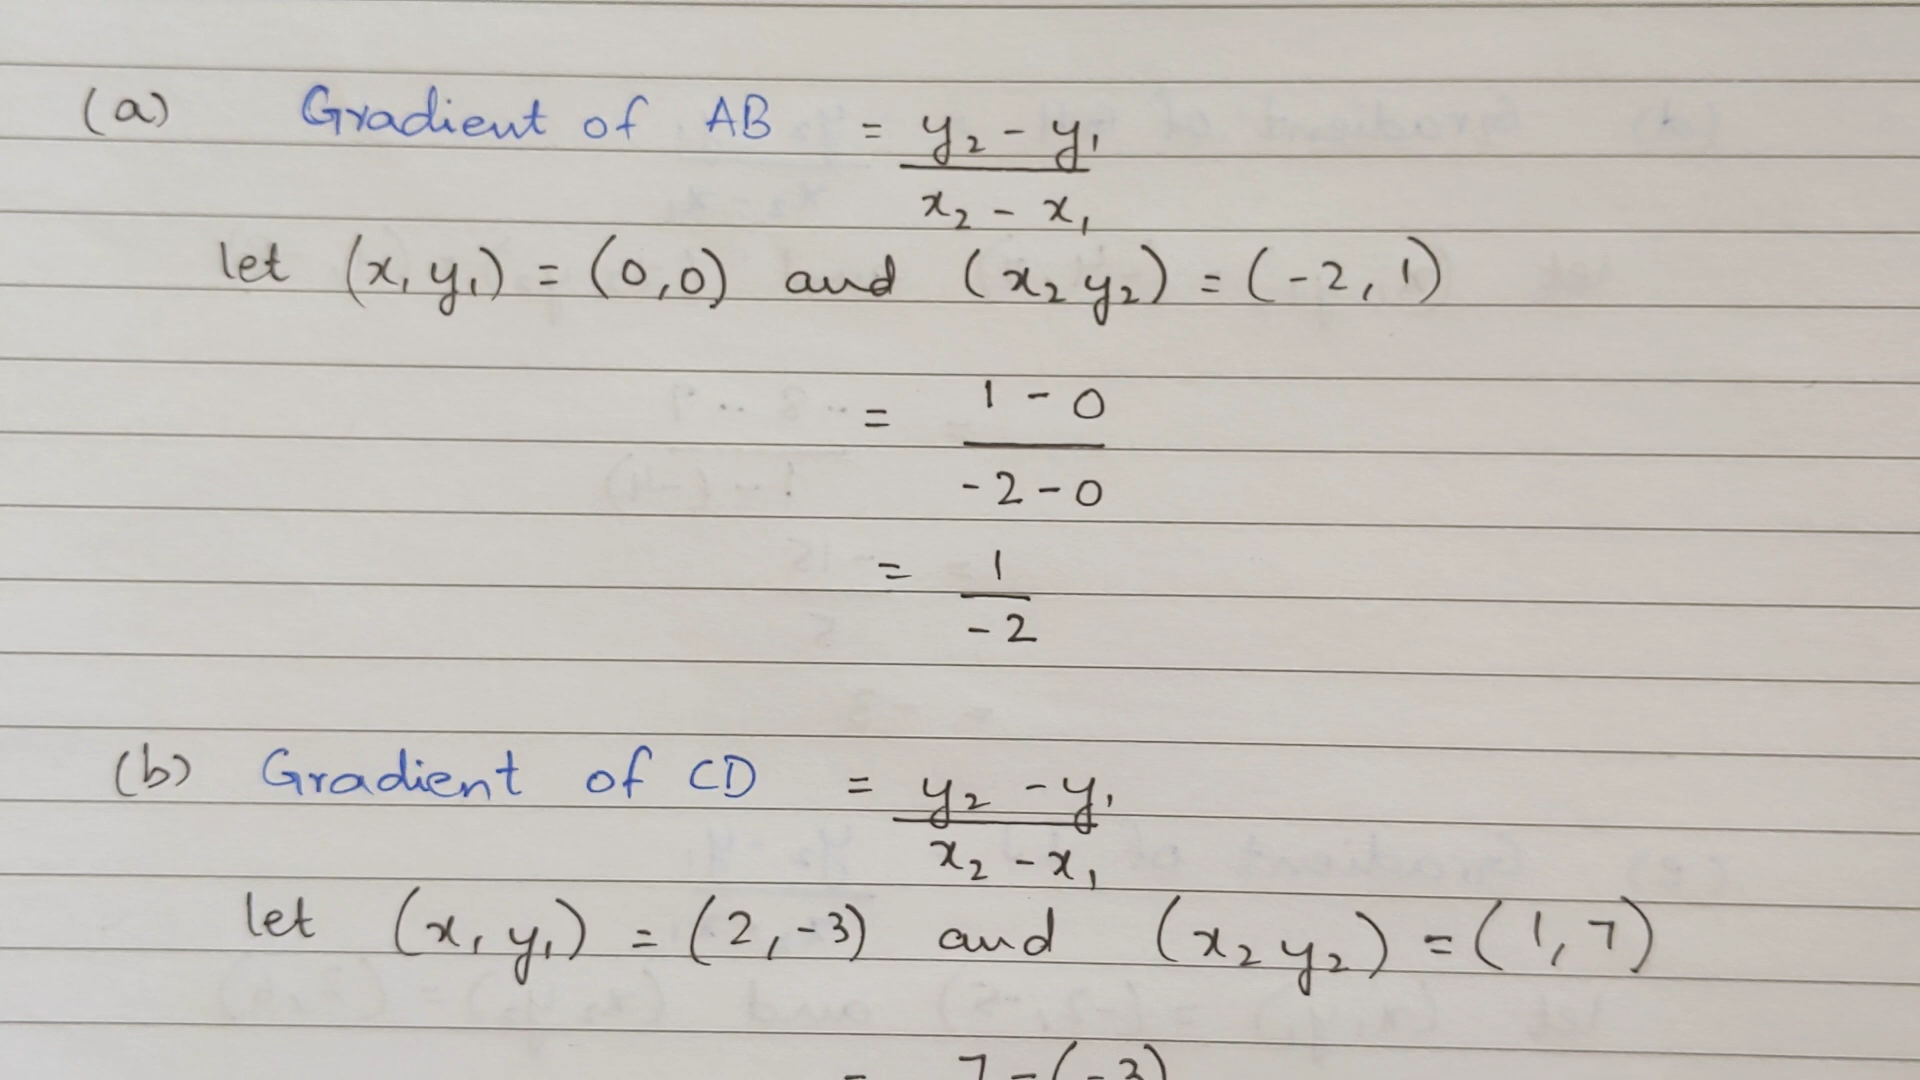 (a) Gradient of AB = y₂ - y₁
x₂ - x₁
let (x₁ y₁) = (0,0) and (x₂ y₂) = (-2, 1)
= 1 - 0
-2 - 0
= 1
-2
(b) Gradient of CD = y₂ - y₁
x₂ - x₁
let (x₁ y₁) = (2, -3) and (x₂ y₂) = (1, 7)
= 7 - (-3)